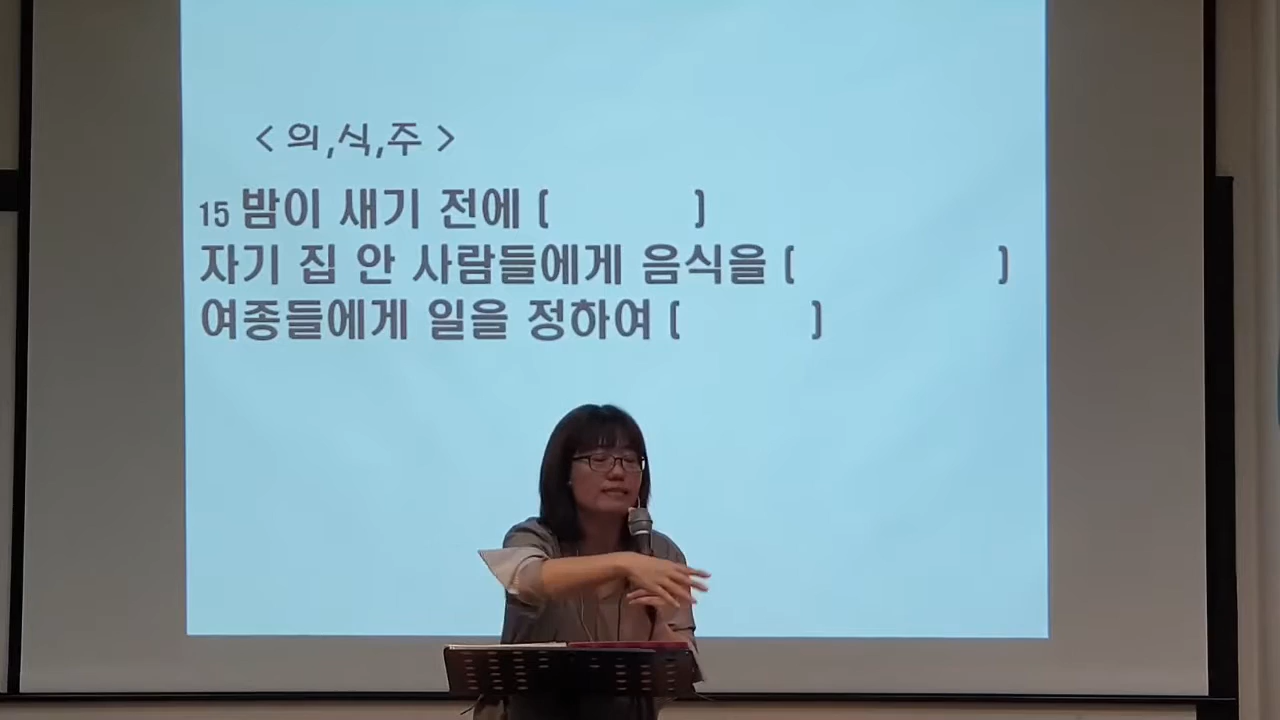 < 의,식,주 >
15 밤이 새기 전에 (          )
자기 집 안 사람들에게 음식을 (               )
여종들에게 일을 정하여 (          )